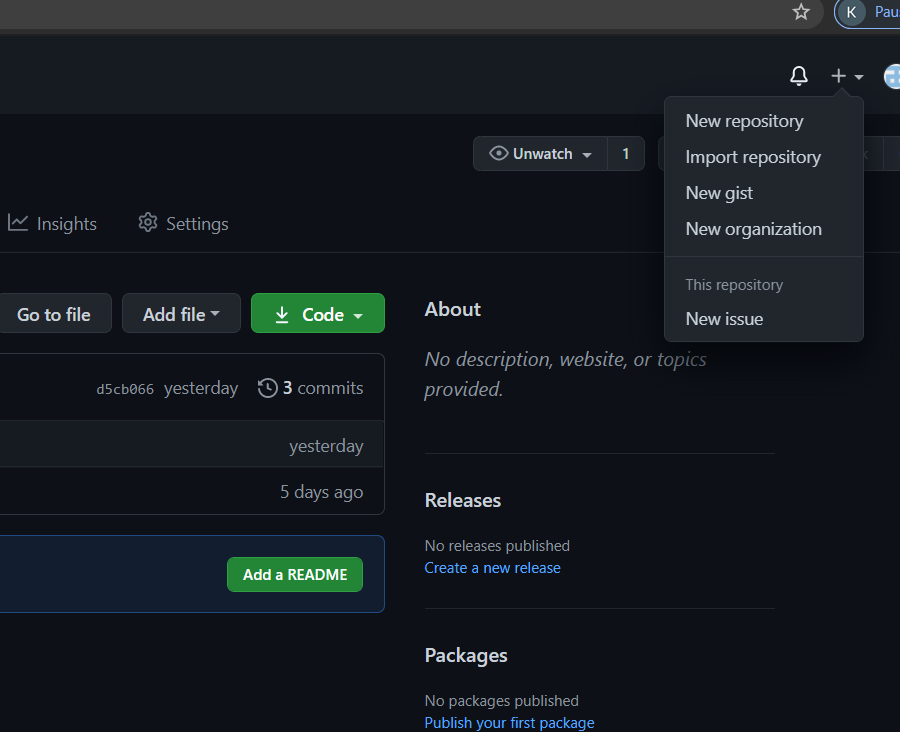 K Paus
New repository
Import repository
New gist
New organization
This repository
New issue
Unwatch 1
Insights Settings
Go to file Add file Code
d5cb066 yesterday 3 commits
yesterday
5 days ago
Add a README
About
No description, website, or topics
provided.
Releases
No releases published
Create a new release
Packages
No packages published
Publish your first package